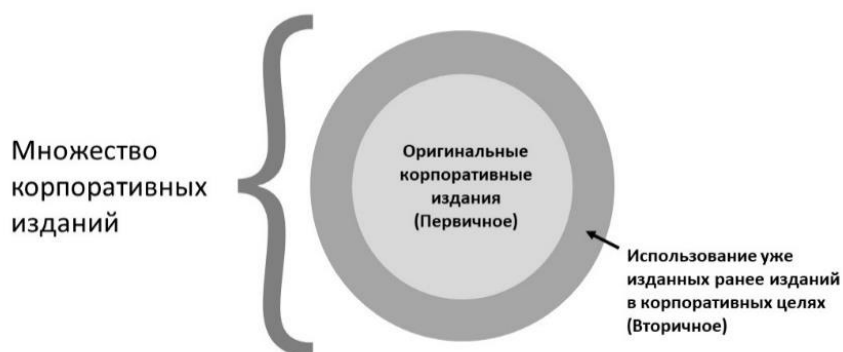 Множество
корпоративных
изданий
Оригинальные
корпоративные
издания
(Первичное)
Использование уже
изданных ранее изданий
в корпоративных целях
(Вторичное)